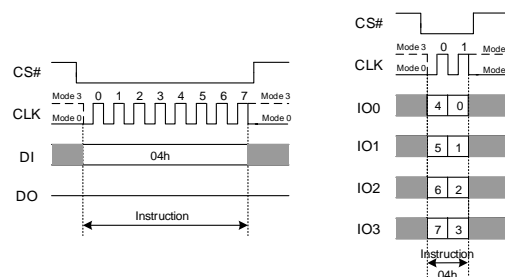 CS#
Mode 3 0 1 2 3 4 5 6 7 Mode 3
CLK
Mode 0 Mode 0
DI 04h
DO
Instruction
CS#
Mode 3 0 1 Mode
CLK
Mode 0 Mode
IO0 4 0
IO1 5 1
IO2 6 2
IO3 7 3
Instruction
04h